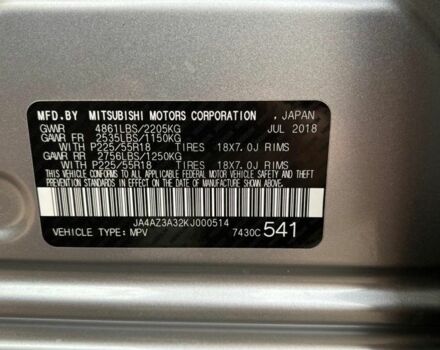 MFD.BY MITSUBISHI MOTORS CORPORATION , JAPAN
GVWR 4861LBS/2205KG JUL 2018
GAWR FR 2535LBS/1150KG
WITH P225/55R18 TIRES 18X7.0J RIMS
GAWR RR 2756LBS/1250KG
WITH P225/55R18 TIRES 18X7.0J RIMS
THIS VEHICLE CONFORMS TO ALL APPLICABLE FEDERAL MOTOR VEHICLE SAFETY AND THEFT
PREVENTION STANDARDS IN EFFECT ON THE DATE OF MANUFACTURE SHOWN ABOVE.
JA4AZ3A32KJ000514
VEHICLE TYPE: MPV 7430C 541